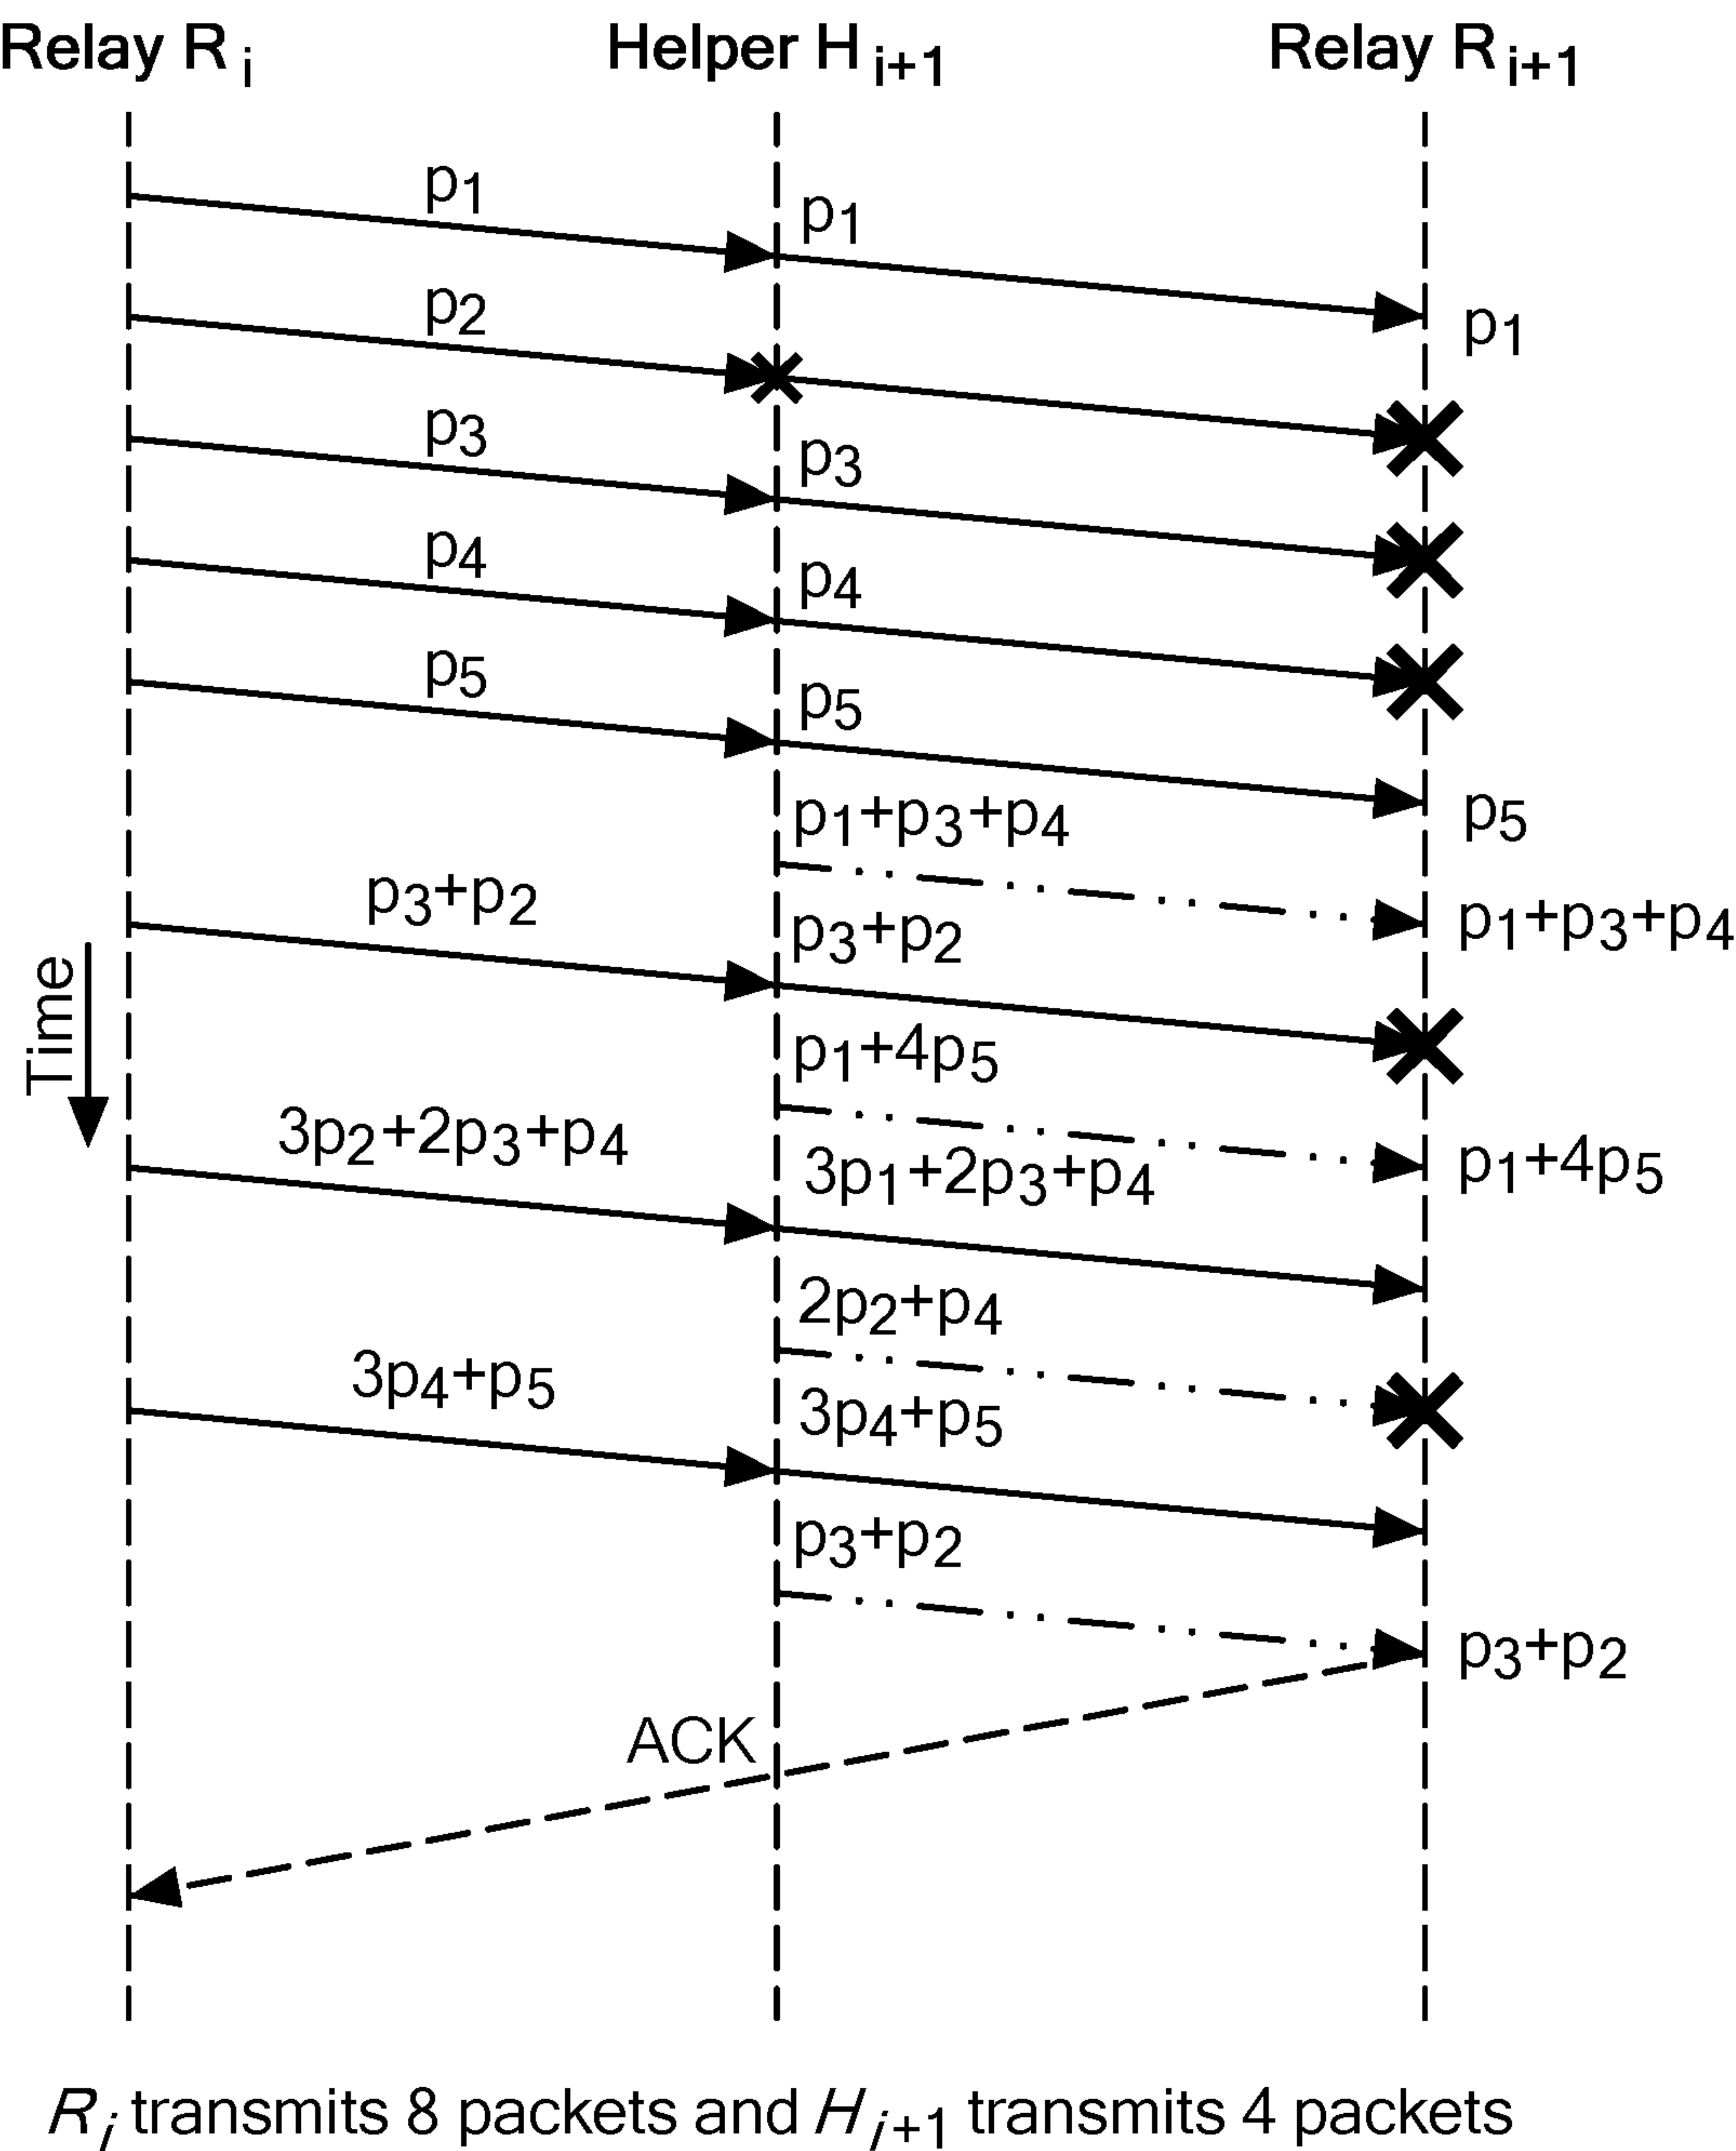 Relay R i Helper H i+1 Relay R i+1
p1
p1
p1
p2
p3
p3
p4
p4
p5
p5
p5
p1+p3+p4
p1+p3+p4
p3+p2
p3+p2
Time
p1+4p5
p1+4p5
3p2+2p3+p4
3p1+2p3+p4
2p2+p4
3p4+p5
3p4+p5
p3+p2
p3+p2
ACK
Ri transmits 8 packets and Hi+1 transmits 4 packets